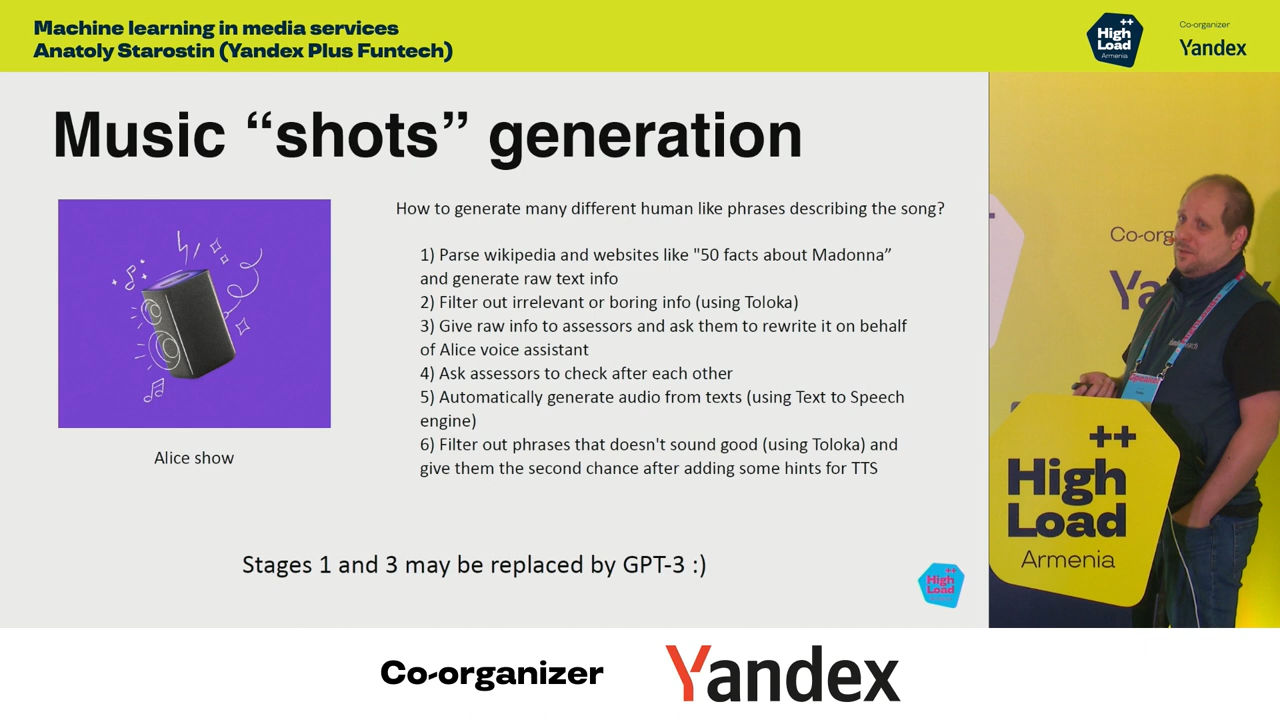 Machine learning in media services
Anatoly Starostin (Yandex Plus Funtech)
++
High
Load
Armenia
Co-organizer
Yandex
Music “shots” generation
How to generate many different human like phrases describing the song?
1) Parse wikipedia and websites like "50 facts about Madonna”
and generate raw text info
2) Filter out irrelevant or boring info (using Toloka)
3) Give raw info to assessors and ask them to rewrite it on behalf
of Alice voice assistant
4) Ask assessors to check after each other
5) Automatically generate audio from texts (using Text to Speech
engine)
6) Filter out phrases that doesn't sound good (using Toloka) and
give them the second chance after adding some hints for TTS
Alice show
Stages 1 and 3 may be replaced by GPT-3 :)
++
High
Load
Co-org
Ya
++
High
Load
Armenia
Co-organizer
Yandex